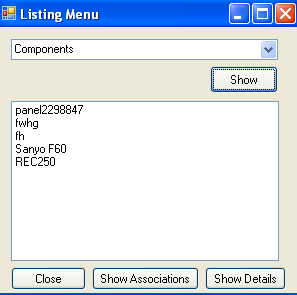 Listing Menu
Components
Show
panel2298847
fwhg
fh
Sanyo F60
REC250
Close
Show Associations
Show Details